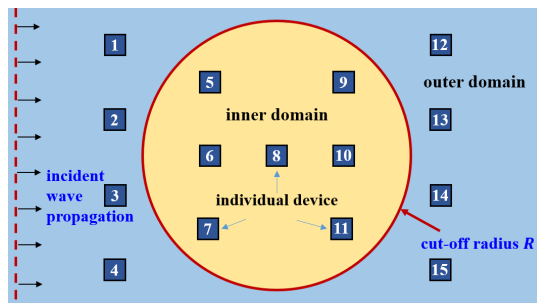 1
12
5
9
outer domain
inner domain
2
13
6
8
10
incident
wave
propagation
3
individual device
14
7
11
cut-off radius R
4
15